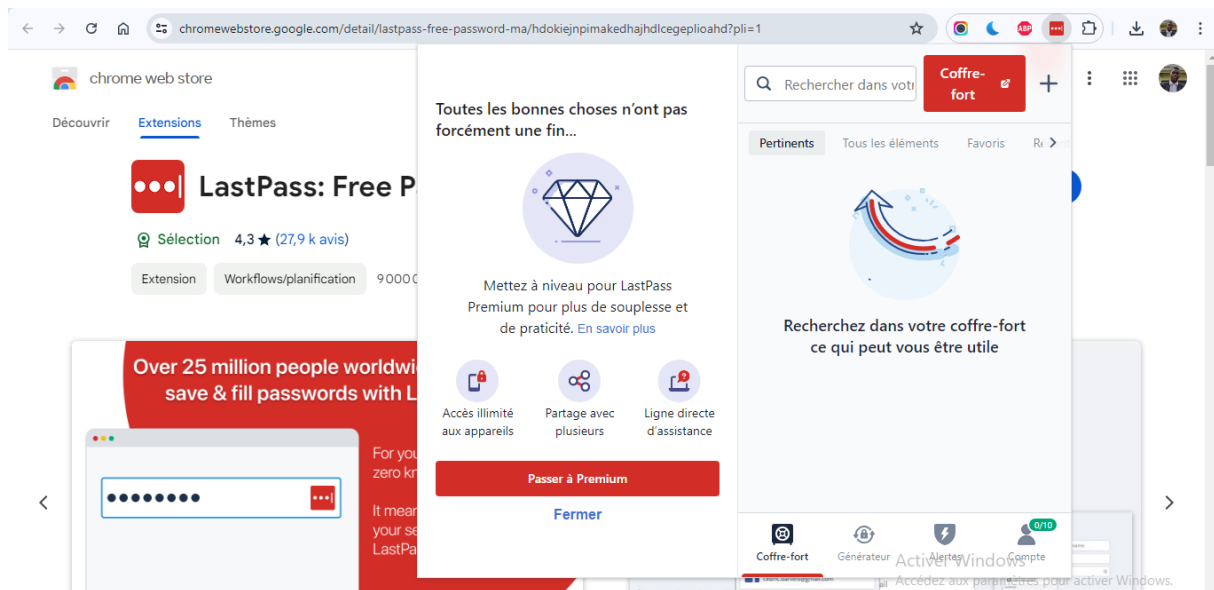 chromewebstore.google.com/detail/lastpass-free-password-ma/hdokiejnpimakedhajhdlcegeplioahd?pli=1
ABP
chrome web store
Découvrir
Extensions
Thèmes
LastPass: Free P
Sélection
4,3 ★ (27,9 k avis)
Extension
Workflows/planification
9 000 0
Over 25 million people worldwi
save & fill passwords with L
For you
zero kn
It mean
your se
LastPa
Toutes les bonnes choses n’ont pas
forcément une fin...
Mettez à niveau pour LastPass
Premium pour plus de souplesse et
de praticité. En savoir plus
Accès illimité
aux appareils
Partage avec
plusieurs
Ligne directe
d’assistance
Passer à Premium
Fermer
Rechercher dans votr
Coffre-
fort
Pertinents
Tous les éléments
Favoris
Recherchez dans votre coffre-fort
ce qui peut vous être utile
0/10
Coffre-fort
Générateur
Alertes
Compte
Activer Windows
Accédez aux paramètres pour activer Windows.